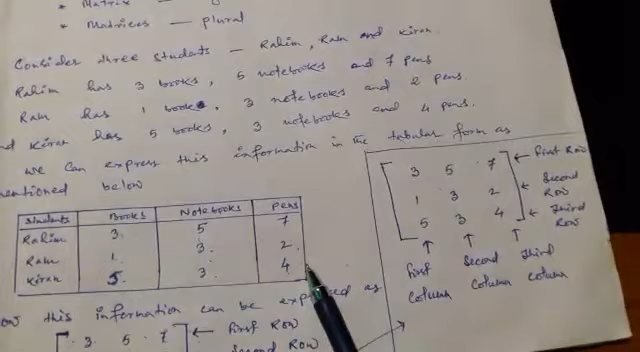 * Matrix —
* Matrices — plural
Consider three students — Rahim, Ram and Kiran.
Rahim has 3 books, 5 notebooks and 7 pens
Ram has 1 book, 3 notebooks and 2 pens.
nd Kiran has 5 books, 3 notebooks and 4 pens.
we can express this information in the tabular form as
mentioned below
Students Books Notebooks Pens
Rahim 3 5 7
Ram 1 3 2
Kiran 5 3 4
3 5 7 ← First Row
1 3 2 ← Second Row
5 3 4 ← Third Row
↑ ↑ ↑
First Second Third
Column Column Column
ow this information can be expressed as
3 5 7 ← First Row
Second Row